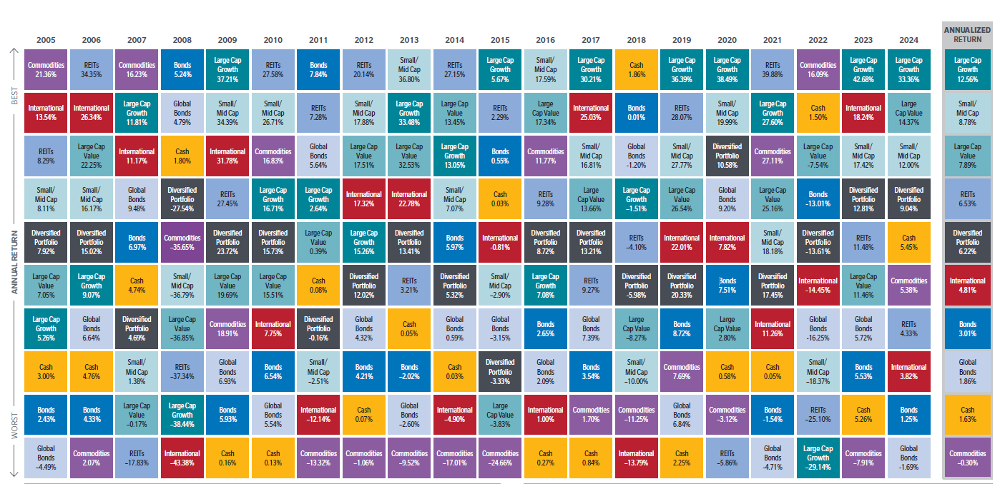 2005 2006 2007 2008 2009 2010 2011 2012 2013 2014 2015 2016 2017 2018 2019 2020 2021 2022 2023 2024 ANNUALIZED
RETURN
BEST
ANNUAL RETURN
WORST
Commodities
21.36%
REITs
34.35%
Commodities
16.23%
Bonds
5.24%
Large Cap
Growth
37.21%
REITs
27.58%
Bonds
7.84%
REITs
20.14%
Small/
Mid Cap
36.80%
REITs
27.15%
Large Cap
Growth
5.67%
Small/
Mid Cap
17.59%
Large Cap
Growth
30.21%
Cash
1.86%
Large Cap
Growth
36.39%
Large Cap
Growth
38.49%
REITs
39.88%
Commodities
16.09%
Large Cap
Growth
42.68%
Large Cap
Growth
33.36%
Large Cap
Growth
12.56%
International
13.54%
International
26.34%
Large Cap
Growth
11.81%
Global
Bonds
4.79%
Small/
Mid Cap
34.39%
Small/
Mid Cap
26.71%
REITs
7.28%
Small/
Mid Cap
17.88%
Large Cap
Growth
33.48%
Large Cap
Value
13.45%
REITs
2.29%
Large
Cap Value
17.34%
International
25.03%
Bonds
0.01%
REITs
28.07%
Small/
Mid Cap
19.99%
Large Cap
Growth
27.60%
Cash
1.50%
International
18.24%
Large
Cap Value
14.37%
Small/
Mid Cap
8.78%
REITs
8.29%
Large Cap
Value
22.25%
International
11.17%
Cash
1.80%
International
31.78%
Commodities
16.83%
Global
Bonds
5.64%
Large Cap
Value
17.51%
Large Cap
Value
32.53%
Large Cap
Growth
13.05%
Bonds
0.55%
Commodities
11.77%
Small/
Mid Cap
16.81%
Global
Bonds
-1.20%
Small/
Mid Cap
27.77%
Diversified
Portfolio
10.58%
Commodities
27.11%
Large Cap
Value
-7.54%
Small/
Mid Cap
17.42%
Small/
Mid Cap
12.00%
Large Cap
Value
7.89%
Small/
Mid Cap
8.11%
Small/
Mid Cap
16.17%
Global
Bonds
9.48%
Diversified
Portfolio
-27.54%
REITs
27.45%
Large Cap
Growth
16.71%
Large Cap
Growth
2.64%
International
17.32%
International
22.78%
Small/
Mid Cap
7.07%
Cash
0.03%
REITs
9.28%
Large
Cap Value
13.66%
Large Cap
Growth
–1.51%
Large Cap
Value
26.54%
Global
Bonds
9.20%
Large Cap
Value
25.16%
Bonds
-13.01%
Diversified
Portfolio
12.81%
Diversified
Portfolio
9.04%
REITs
6.53%
Diversified
Portfolio
7.92%
Diversified
Portfolio
15.02%
Bonds
6.97%
Commodities
–35.65%
Diversified
Portfolio
23.72%
Diversified
Portfolio
15.73%
Large Cap
Value
0.39%
Large Cap
Growth
15.26%
Diversified
Portfolio
13.41%
Bonds
5.97%
International
-0.81%
Diversified
Portfolio
8.72%
Diversified
Portfolio
13.21%
REITs
–4.10%
International
22.01%
International
7.82%
Small/
Mid Cap
18.18%
Diversified
Portfolio
-13.61%
REITs
11.48%
Cash
5.45%
Diversified
Portfolio
6.22%
Large Cap
Value
7.05%
Large Cap
Growth
9.07%
Cash
4.74%
Small/
Mid Cap
–36.79%
Large Cap
Value
19.69%
Large Cap
Value
15.51%
Cash
0.08%
Diversified
Portfolio
12.02%
REITs
3.21%
Diversified
Portfolio
5.32%
Small/
Mid Cap
–2.90%
Large Cap
Growth
7.08%
REITs
9.27%
Diversified
Portfolio
-5.98%
Diversified
Portfolio
20.33%
Bonds
7.51%
Diversified
Portfolio
17.45%
International
-14.45%
Large Cap
Value
11.46%
Commodities
5.38%
International
4.81%
Large Cap
Growth
5.26%
Global
Bonds
6.64%
Diversified
Portfolio
4.69%
Large Cap
Value
–36.85%
Commodities
18.91%
International
7.75%
Diversified
Portfolio
-0.16%
Global
Bonds
4.32%
Cash
0.05%
Global
Bonds
0.59%
Global
Bonds
–3.15%
Bonds
2.65%
Global
Bonds
7.39%
Large
Cap Value
–8.27%
Bonds
8.72%
Large
Cap Value
2.80%
International
11.26%
Global
Bonds
-16.25%
Global
Bonds
5.72%
REITs
4.33%
Bonds
3.01%
Cash
3.00%
Cash
4.76%
Small/
Mid Cap
1.38%
REITs
–37.34%
Global
Bonds
6.93%
Bonds
6.54%
Small/
Mid Cap
–2.51%
Bonds
4.21%
Bonds
–2.02%
Cash
0.03%
Diversified
Portfolio
–3.33%
Global
Bonds
2.09%
Bonds
3.54%
Small/
Mid Cap
–10.00%
Commodities
7.69%
Cash
0.58%
Cash
0.05%
Small/
Mid Cap
–18.37%
Bonds
5.53%
International
3.82%
Global
Bonds
1.86%
Bonds
2.43%
Bonds
4.33%
Large Cap
Value
-0.17%
Large Cap
Growth
–38.44%
Bonds
5.93%
Global
Bonds
5.54%
International
–12.14%
Cash
0.07%
Global
Bonds
–2.60%
International
–4.90%
Large
Cap Value
–3.83%
International
1.00%
Commodities
1.70%
Commodities
–11.25%
Global
Bonds
6.84%
Commodities
–3.12%
Bonds
-1.54%
REITs
–25.10%
Cash
5.26%
Bonds
1.25%
Cash
1.63%
Global
Bonds
–4.49%
Commodities
2.07%
REITs
–17.83%
International
–43.38%
Cash
0.16%
Cash
0.13%
Commodities
–13.32%
Commodities
–1.06%
Commodities
–9.52%
Commodities
–17.01%
Commodities
–24.66%
Cash
0.27%
Cash
0.84%
International
–13.79%
Cash
2.25%
REITs
-5.86%
Global
Bonds
-4.71%
Large Cap
Growth
–29.14%
Commodities
–7.91%
Global
Bonds
-1.69%
Commodities
-0.30%